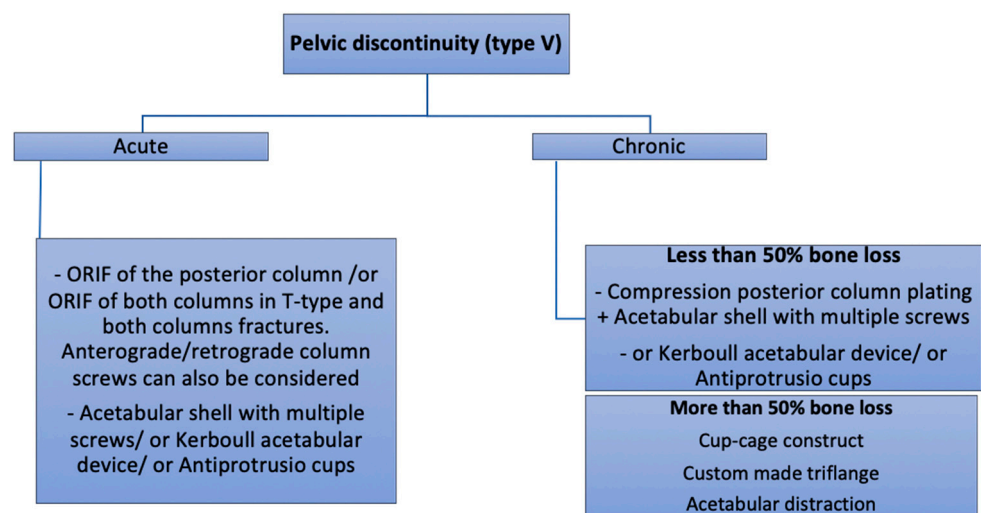 Pelvic discontinuity (type V)
Acute
Chronic
- ORIF of the posterior column /or
ORIF of both columns in T-type and
both columns fractures.
Anterograde/retrograde column
screws can also be considered
- Acetabular shell with multiple
screws/ or Kerboull acetabular
device/ or Antiprotrusio cups
Less than 50% bone loss
- Compression posterior column plating
+ Acetabular shell with multiple screws
- or Kerboull acetabular device/ or
Antiprotrusio cups
More than 50% bone loss
Cup-cage construct
Custom made triflange
Acetabular distraction